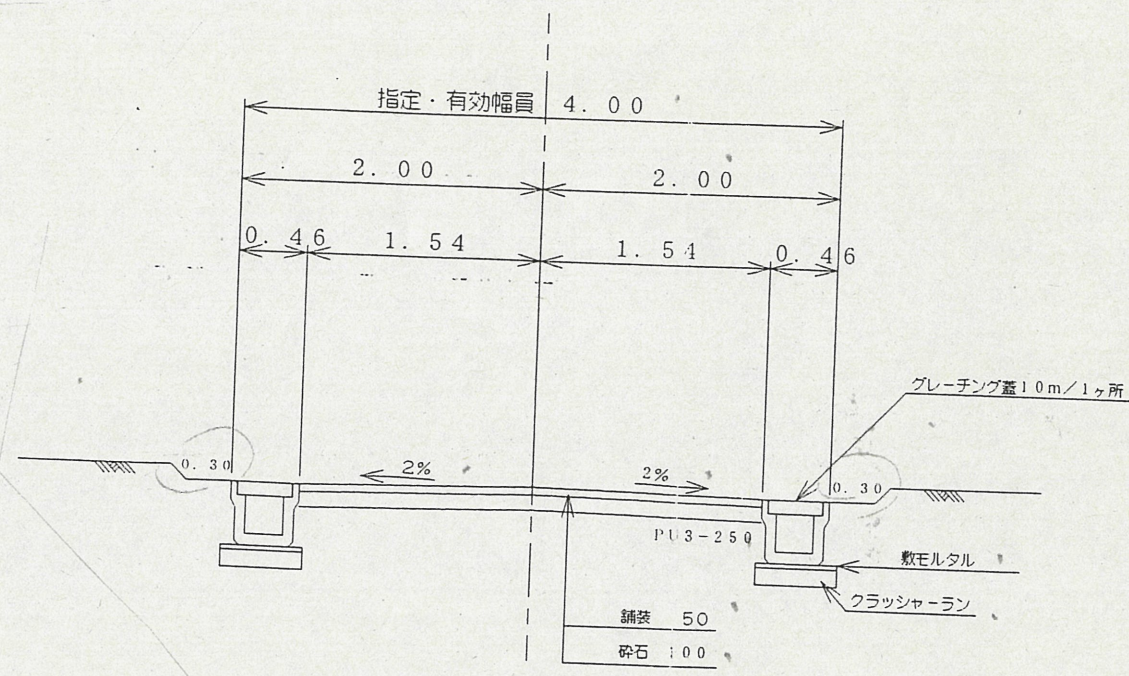 指定・有効幅員 4.00
2.00 2.00
0.46 1.54 1.54 0.46
グレーチング蓋10m/1ヶ所
0.30 2% 2% 0.30
PU3-250
敷モルタル
クラッシャーラン
舗装 50
砕石 100